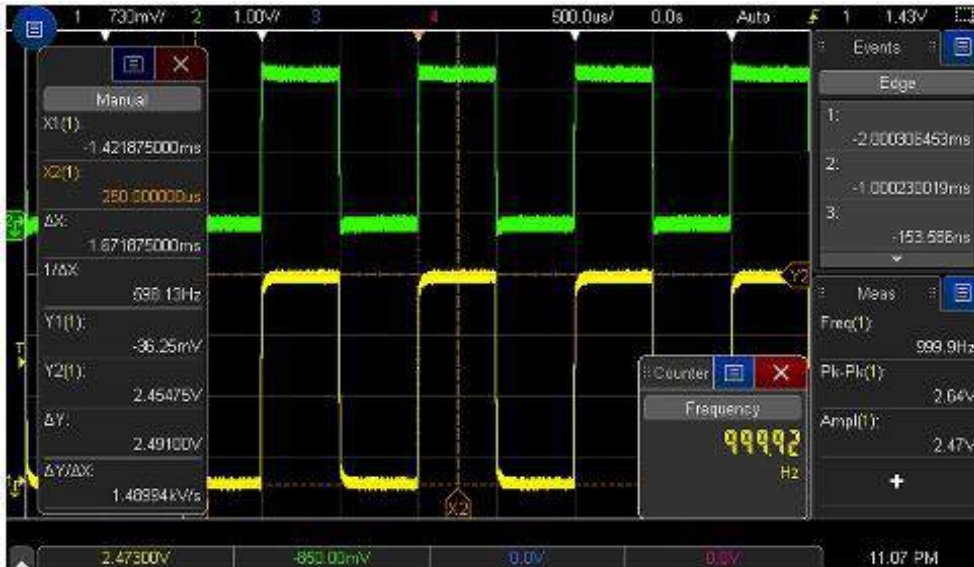 1 730mV/ 2 1.00V/ 3 4 500.0us/ 0.0s Auto 1 1.43V
Manual
X1(1):
-1.421875000ms
X2(1):
250.000000us
ΔX:
1.671875000ms
1/ΔX:
598.13Hz
Y1(1):
-36.25mV
Y2(1):
2.45475V
ΔY:
2.49100V
ΔY/ΔX:
1.48994kV/s
Y2
X2
T
Counter
Frequency
999.92
Hz
Events
Edge
1:
-2.000306453ms
2:
-1.000230019ms
3:
Meas
Freq(1):
999.9Hz
Pk-Pk(1):
2.64V
Ampl(1):
2.47V
+
2.47300V -850.00mV 0.0V 0.0V 11:07 PM